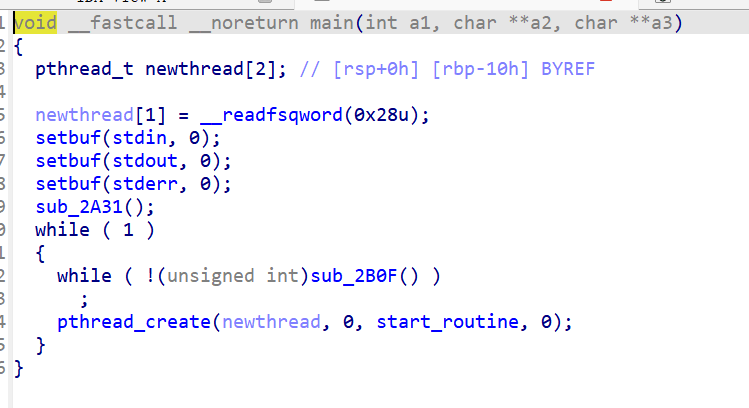 1 void __fastcall __noreturn main(int a1, char **a2, char **a3)
2 {
3   pthread_t newthread[2]; // [rsp+0h] [rbp-10h] BYREF
4
5   newthread[1] = __readfsqword(0x28u);
6   setbuf(stdin, 0);
7   setbuf(stdout, 0);
8   setbuf(stderr, 0);
9   sub_2A31();
0   while ( 1 )
1   {
2     while ( !(unsigned int)sub_2B0F() )
3       ;
4     pthread_create(newthread, 0, start_routine, 0);
5   }
6 }